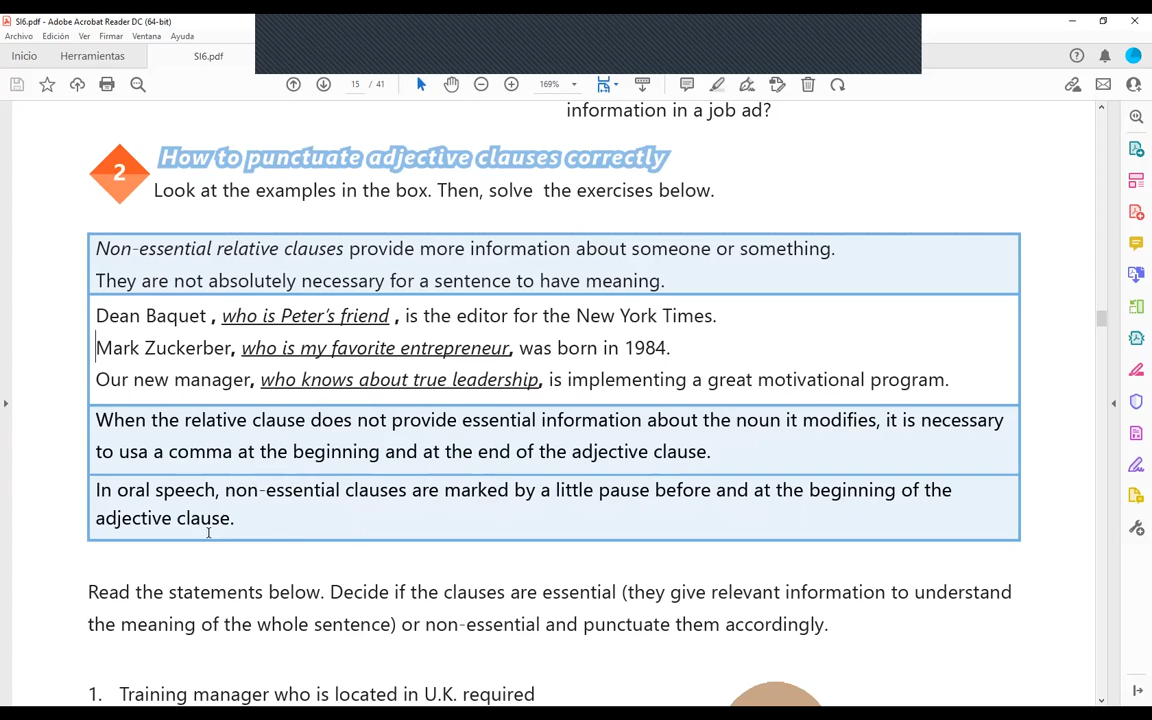 SI6.pdf - Adobe Acrobat Reader DC (64-bit)
Archivo Edición Ver Firmar Ventana Ayuda
Inicio Herramientas SI6.pdf
15 / 41 169%
information in a job ad?
2 How to punctuate adjective clauses correctly
Look at the examples in the box. Then, solve the exercises below.
Non-essential relative clauses provide more information about someone or something.
They are not absolutely necessary for a sentence to have meaning.
Dean Baquet , who is Peter's friend , is the editor for the New York Times.
Mark Zuckerber, who is my favorite entrepreneur, was born in 1984.
Our new manager, who knows about true leadership, is implementing a great motivational program.
When the relative clause does not provide essential information about the noun it modifies, it is necessary
to usa a comma at the beginning and at the end of the adjective clause.
In oral speech, non-essential clauses are marked by a little pause before and at the beginning of the
adjective clause.
Read the statements below. Decide if the clauses are essential (they give relevant information to understand
the meaning of the whole sentence) or non-essential and punctuate them accordingly.
1. Training manager who is located in U.K. required